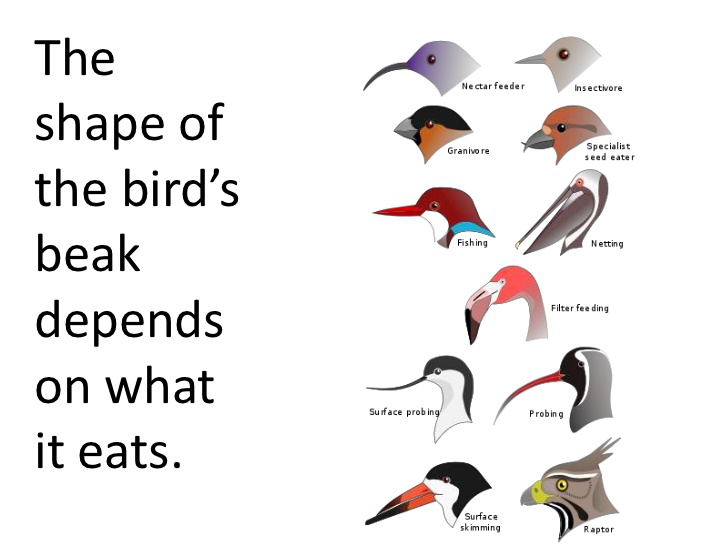 The
shape of
the bird’s
beak
depends
on what
it eats.
Nectar feeder
Insectivore
Granivore
Specialist
seed eater
Fishing
Netting
Filter feeding
Surface probing
Probing
Surface
skimming
Raptor